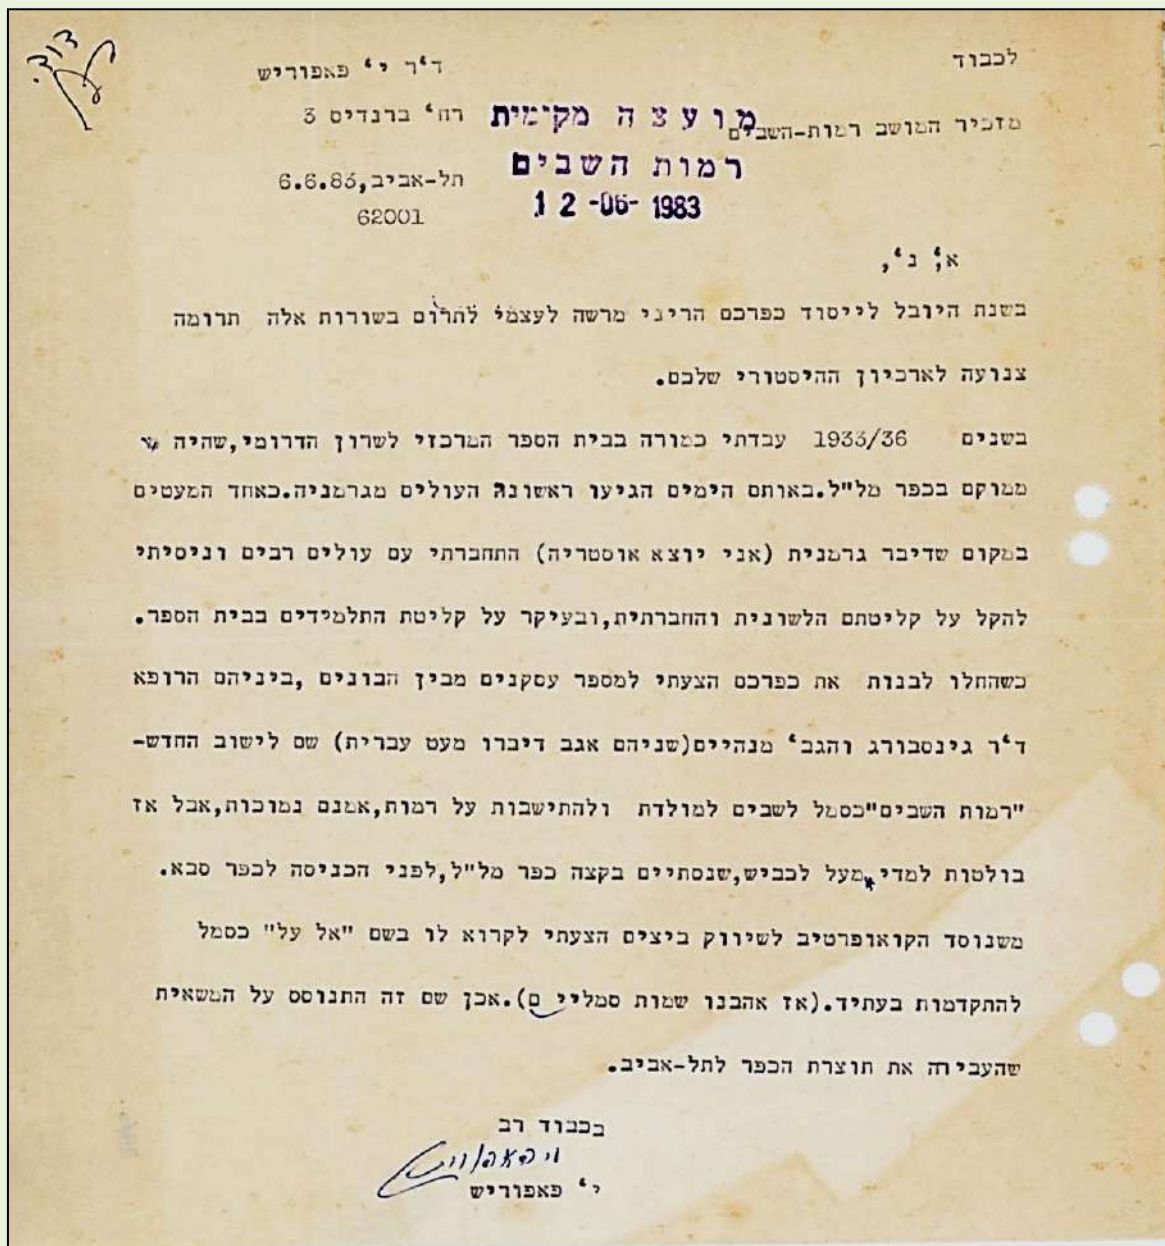 לכבוד
ד'ר י' פאפוריש
מזכיר המושב רמות-השבים
רח' ברנדיס 3
מועצה מקומית
רמות השבים
תל-אביב,6.6.83
12 -06- 1983
62001
א', נ',
בשנת היובל לייסוד כפרכם הריני מרשה לעצמי לתרום בשורות אלה תרומה
צנועה לארכיון ההיסטורי שלכם.
בשנים 1933/36 עבדתי כמורה בבית הספר המרכזי לשרון הדרומי,שהיה
ממוקם בכפר מל"ל.באותם הימים הגיעו ראשונה העולים מגרמניה.כאחד המעטים
במקום שדיבר גרמנית (אני יוצא אוסטריה) התחברתי עם עולים רבים וניסיתי
להקל על קליטתם הלשונית והחברתית,ובעיקר על קליטת התלמידים בבית הספר.
כשהחלו לבנות את כפרכם הצעתי למספר עסקנים מבין הבונים ,ביניהם הרופא
ד'ר גינסבורג והגב' מנהיים(שניהם אגב דיברו מעט עברית) שם לישוב החדש-
"רמות השבים"כסמל לשבים למולדת ולהתישבות על רמות,אמנם נמוכות,אבל אז
בולטות למדי מעל לכביש,שנסתיים בקצה כפר מל"ל,לפני הכניסה לכפר סבא.
משנוסד הקואופרטיב לשיווק ביצים הצעתי לקרוא לו בשם "אל על" כסמל
להתקדמות בעתיד.(אז אהבנו שמות סמליי ם).אכן שם זה התנוסס על המשאית
שהעבירה את תוצרת הכפר לתל-אביב.
בכבוד רב
י' פאפוריש